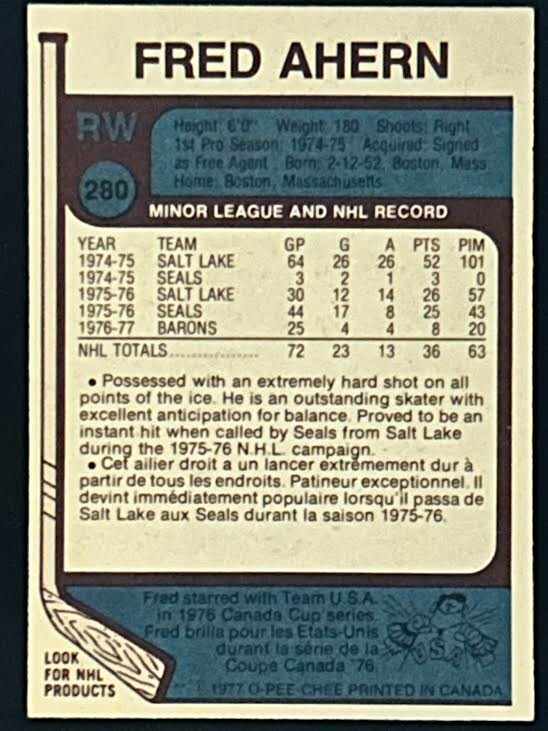 FRED AHERN
RW
Height: 6'0" Weight: 180 Shoots: Right
1st Pro Season: 1974-75 Acquired: Signed
as Free Agent Born: 2-12-52, Boston, Mass.
Home: Boston, Massachusetts
280
MINOR LEAGUE AND NHL RECORD
YEAR TEAM GP G A PTS PIM
1974-75 SALT LAKE 64 26 26 52 101
1974-75 SEALS 3 2 1 3 0
1975-76 SALT LAKE 30 12 14 26 57
1975-76 SEALS 44 17 8 25 43
1976-77 BARONS 25 4 4 8 20
NHL TOTALS 72 23 13 36 63
• Possessed with an extremely hard shot on all
points of the ice. He is an outstanding skater with
excellent anticipation for balance. Proved to be an
instant hit when called by Seals from Salt Lake
during the 1975-76 N.H.L. campaign.
• Cet ailier droit a un lancer extrêmement dur à
partir de tous les endroits. Patineur exceptionnel. Il
devint immédiatement populaire lorsqu'il passa de
Salt Lake aux Seals durant la saison 1975-76.
Fred starred with Team U.S.A.
in 1976 Canada Cup series.
Fred brilla pour les Etats-Unis
durant la série de la
Coupe Canada '76.
USA
LOOK
FOR NHL
PRODUCTS
© 1977 O-PEE-CHEE PRINTED IN CANADA